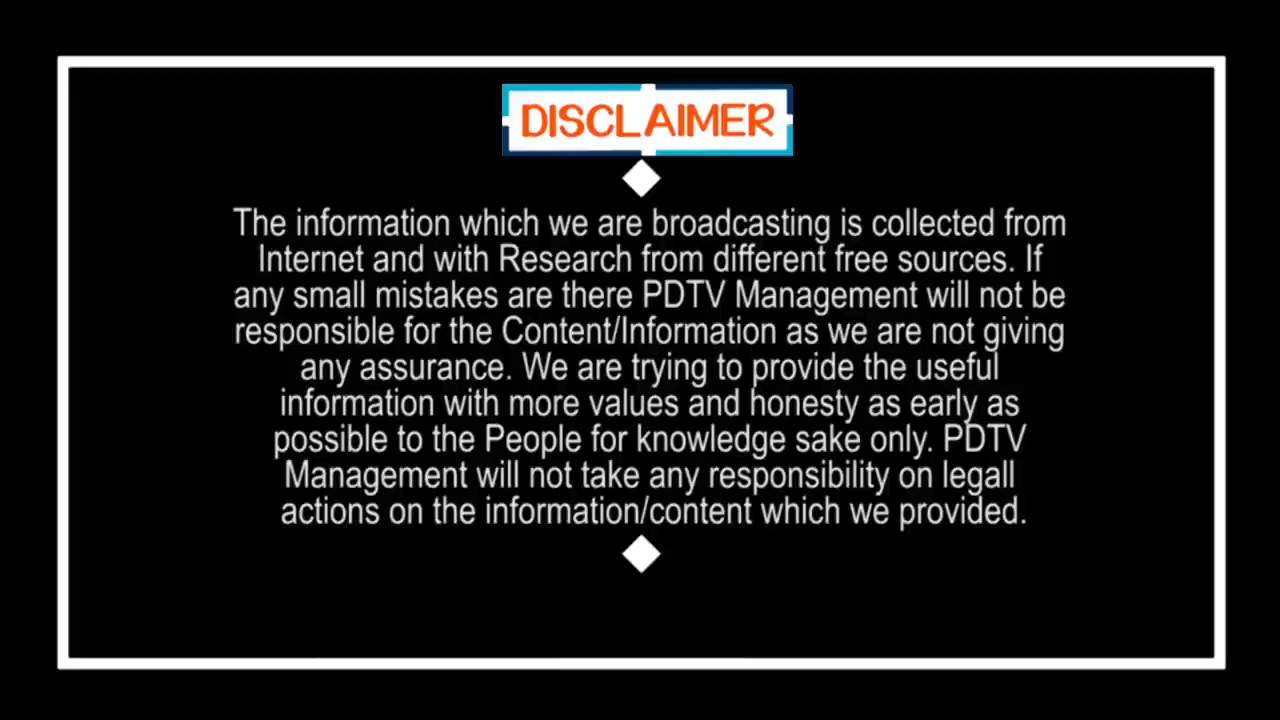 DISCLAIMER
The information which we are broadcasting is collected from
Internet and with Research from different free sources. If
any small mistakes are there PDTV Management will not be
responsible for the Content/Information as we are not giving
any assurance. We are trying to provide the useful
information with more values and honesty as early as
possible to the People for knowledge sake only. PDTV
Management will not take any responsibility on legall
actions on the information/content which we provided.